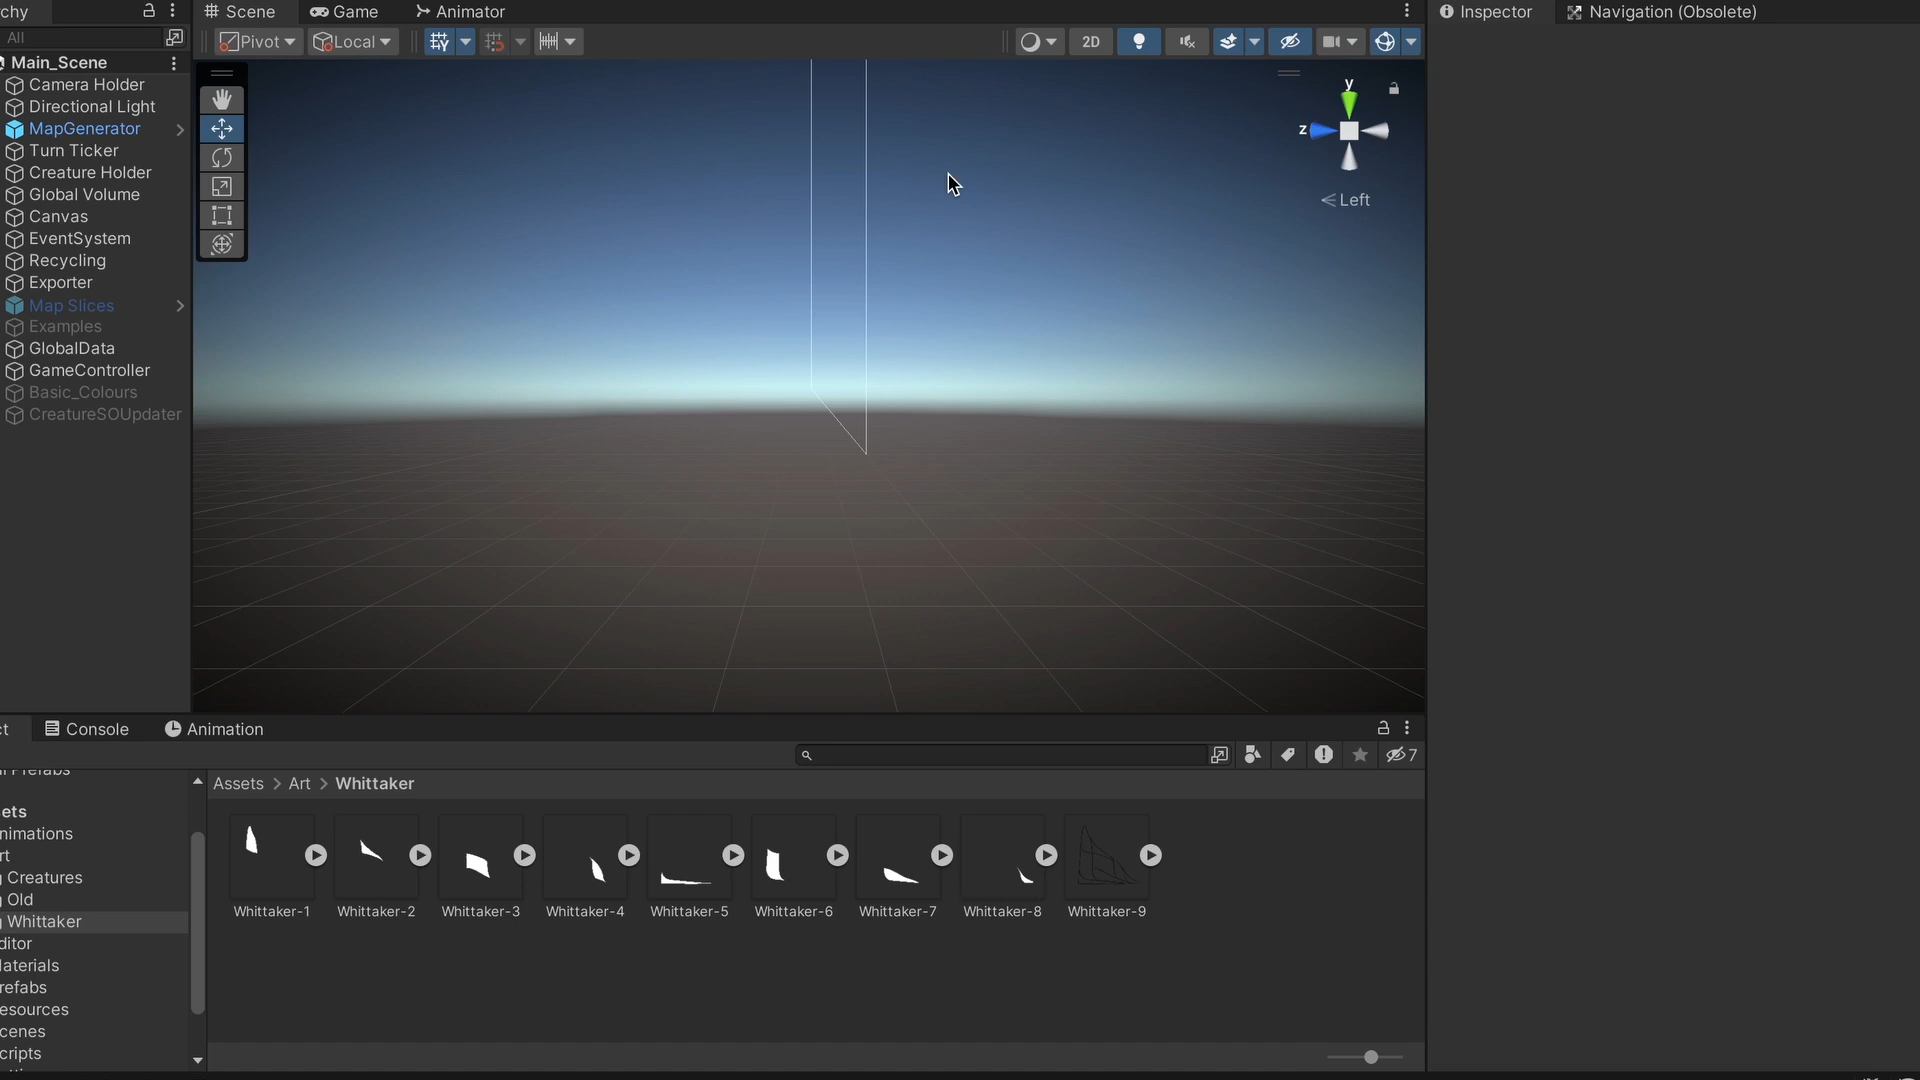 chy
Scene
Game
Animator
Inspector
Navigation (Obsolete)
All
Pivot
Local
2D
Main_Scene
Camera Holder
Directional Light
MapGenerator
Turn Ticker
Creature Holder
Global Volume
Canvas
EventSystem
Recycling
Exporter
Map Slices
Examples
GlobalData
GameController
Basic_Colours
CreatureSOUpdater
y
z
Left
ct
Console
Animation
7
Assets > Art > Whittaker
ets
nimations
rt
g Creatures
g Old
g Whittaker
ditor
laterials
refabs
esources
cenes
cripts
Whittaker-1
Whittaker-2
Whittaker-3
Whittaker-4
Whittaker-5
Whittaker-6
Whittaker-7
Whittaker-8
Whittaker-9